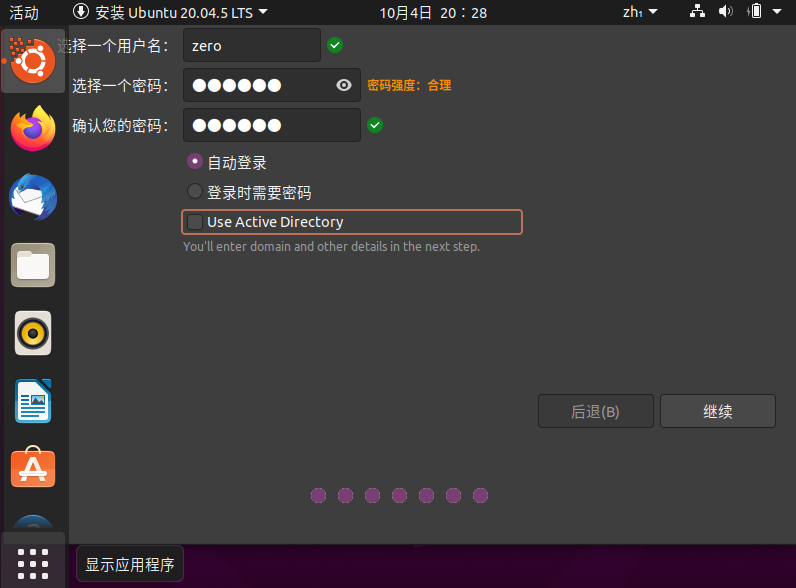 活动
安装 Ubuntu 20.04.5 LTS
10月4日 20：28
zh₁
选择一个用户名：
zero
选择一个密码：
密码强度：合理
确认您的密码：
自动登录
登录时需要密码
Use Active Directory
You'll enter domain and other details in the next step.
后退(B)
继续
显示应用程序